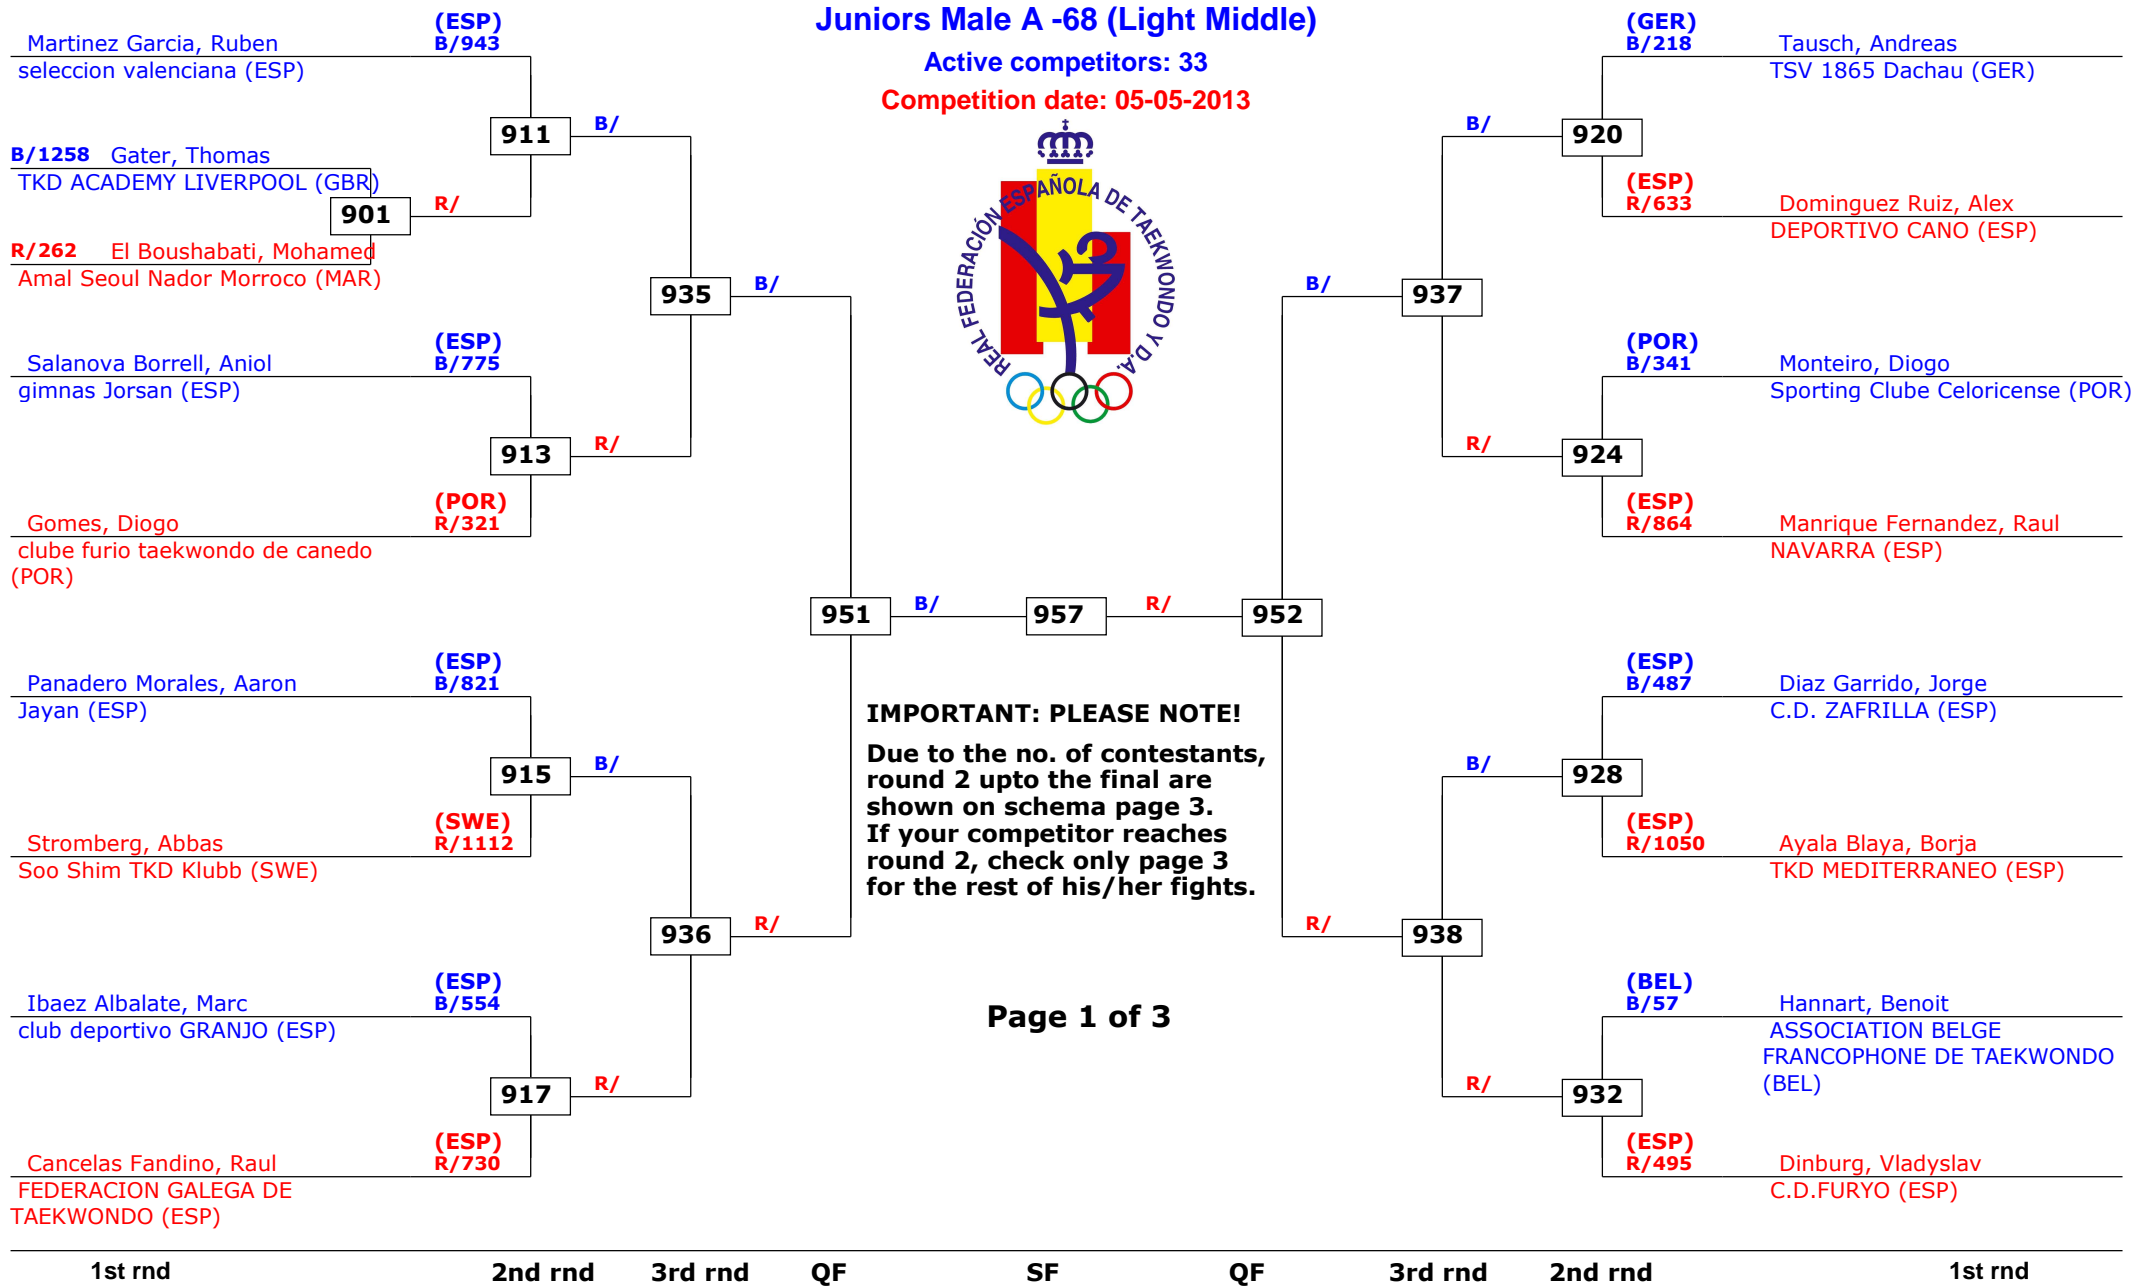 Juniors Male A -68 (Light Middle)
Active competitors: 33
Competition date: 05-05-2013
REAL FEDERACIÓN ESPAÑOLA DE TAEKWONDO Y D.A.
(ESP)
Martinez Garcia, Ruben B/943
seleccion valenciana (ESP)
911 B/
B/1258 Gater, Thomas
TKD ACADEMY LIVERPOOL (GBR)
901 R/
R/262 El Boushabati, Mohamed
Amal Seoul Nador Morroco (MAR)
935 B/
(ESP)
Salanova Borrell, Aniol B/775
gimnas Jorsan (ESP)
913 R/
(POR)
Gomes, Diogo R/321
clube furio taekwondo de canedo
(POR)
951 B/ 957 R/ 952
(ESP)
Panadero Morales, Aaron B/821
Jayan (ESP)
915 B/
(SWE)
Stromberg, Abbas R/1112
Soo Shim TKD Klubb (SWE)
936 R/
(ESP)
Ibaez Albalate, Marc B/554
club deportivo GRANJO (ESP)
917 R/
(ESP)
Cancelas Fandino, Raul R/730
FEDERACION GALEGA DE
TAEKWONDO (ESP)
IMPORTANT: PLEASE NOTE!
Due to the no. of contestants,
round 2 upto the final are
shown on schema page 3.
If your competitor reaches
round 2, check only page 3
for the rest of his/her fights.
Page 1 of 3
(GER)
B/218 Tausch, Andreas
TSV 1865 Dachau (GER)
B/ 920
(ESP)
R/633 Dominguez Ruiz, Alex
DEPORTIVO CANO (ESP)
B/ 937
(POR)
B/341 Monteiro, Diogo
Sporting Clube Celoricense (POR)
R/ 924
(ESP)
R/864 Manrique Fernandez, Raul
NAVARRA (ESP)
(ESP)
B/487 Diaz Garrido, Jorge
C.D. ZAFRILLA (ESP)
B/ 928
(ESP)
R/1050 Ayala Blaya, Borja
TKD MEDITERRANEO (ESP)
R/ 938
(BEL)
B/57 Hannart, Benoit
ASSOCIATION BELGE
FRANCOPHONE DE TAEKWONDO
(BEL)
R/ 932
(ESP)
R/495 Dinburg, Vladyslav
C.D.FURYO (ESP)
1st rnd 2nd rnd 3rd rnd QF SF QF 3rd rnd 2nd rnd 1st rnd